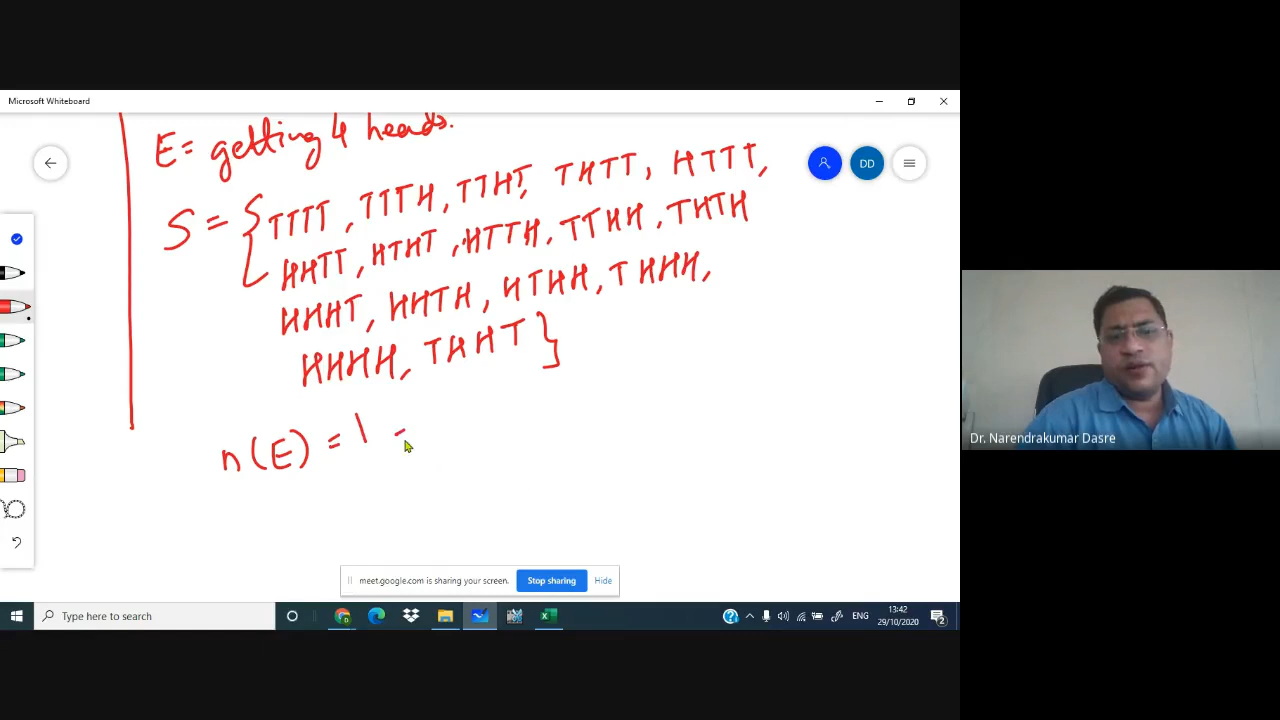 Microsoft Whiteboard
E= getting 4 heads.
DD
S = { TTTT, TTTH, TTHT, THTT, HTTT,
HHTT, HTHT, HTTH, TTHH, THTH
HHHT, HHTH, HTHH, THHH,
HHHH, THHT }
Dr. Narendrakumar Dasre
n(E) = 1 -
meet.google.com is sharing your screen. Stop sharing Hide
Type here to search
ENG
13:42
29/10/2020
2